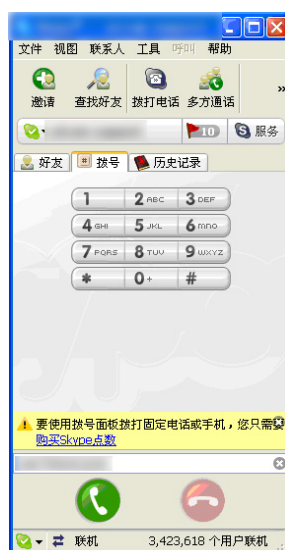 文件 视图 联系人 工具 呼叫 帮助
邀请 查找好友 拨打电话 多方通话 »
10 服务
好友 拨号 历史记录
1 2 ABC 3 DEF
4 GHI 5 JKL 6 mno
7 PQRS 8 TUV 9 WXYZ
* 0 + #
要使用拨号面板拨打固定电话或手机，您只需
购买Skype点数
联机 3,423,618 个用户联机